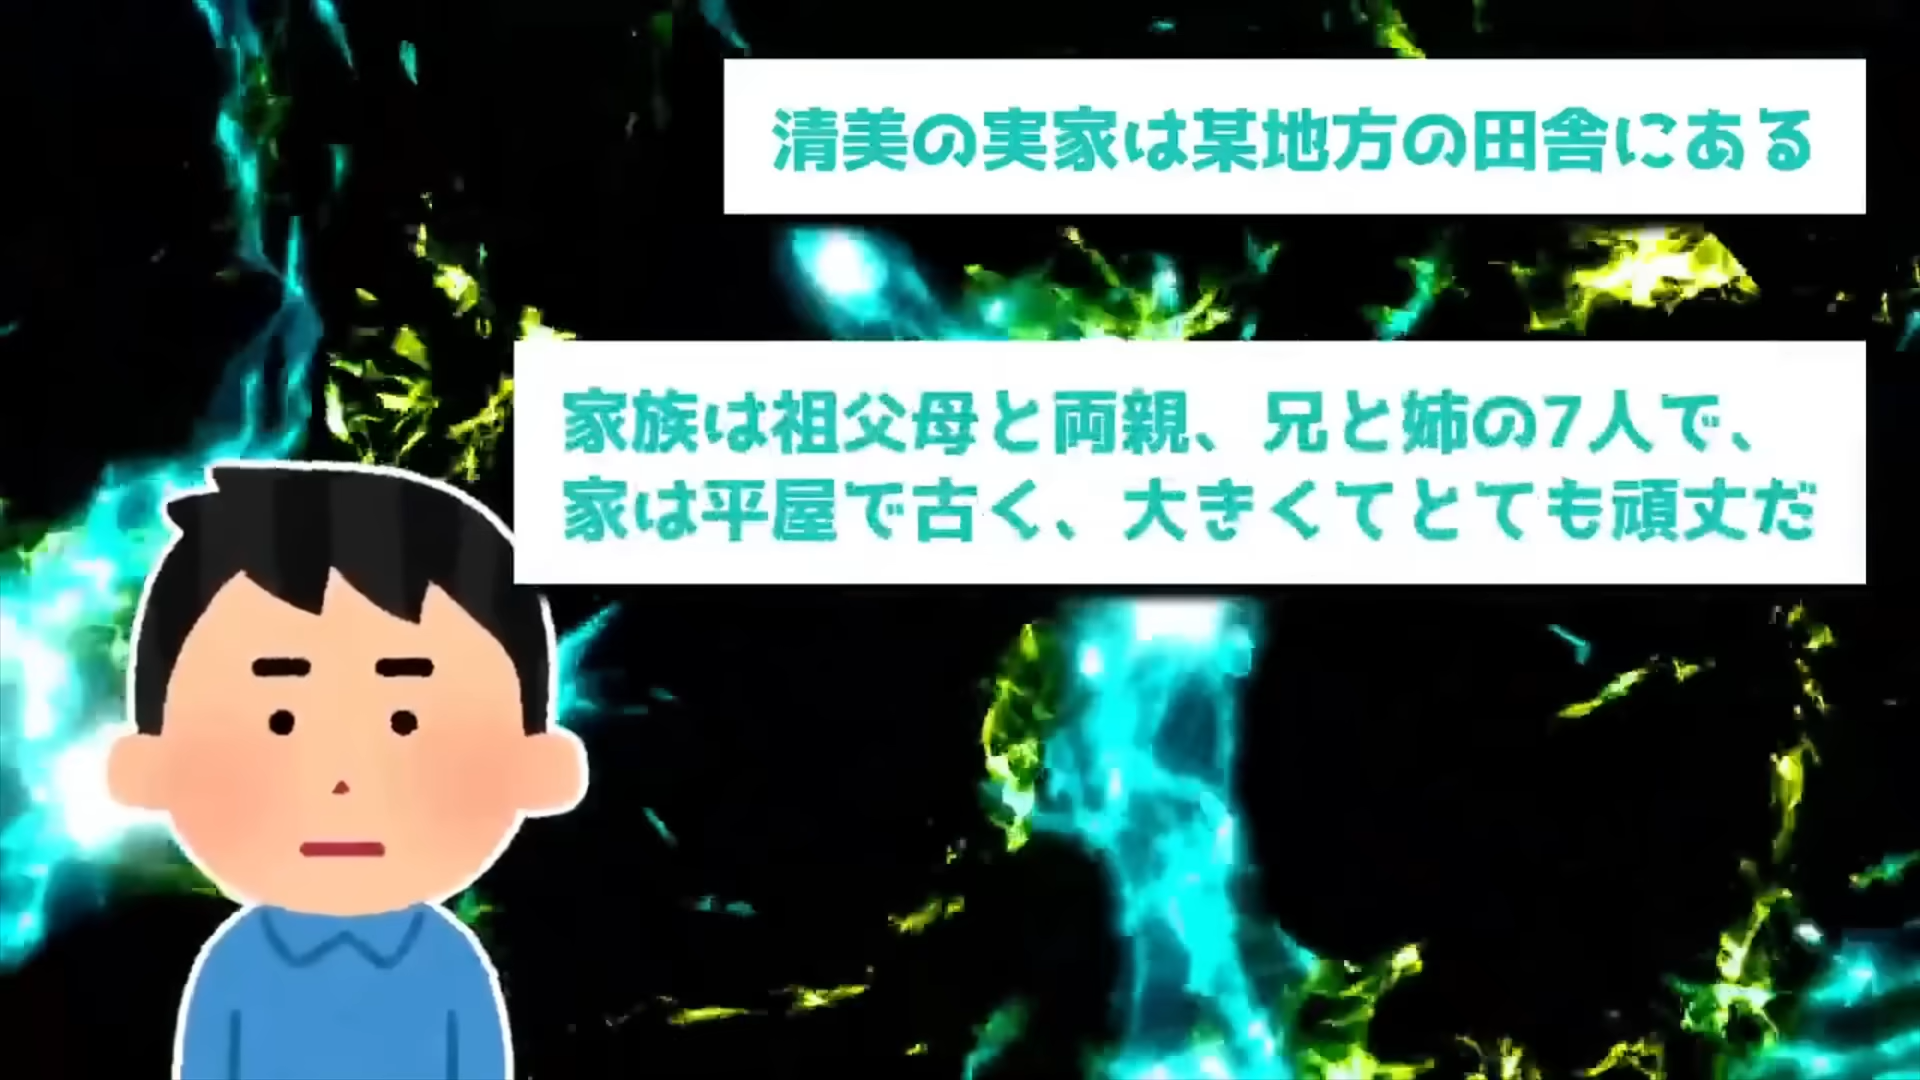 清美の実家は某地方の田舎にある
家族は祖父母と両親、兄と姉の7人で、
家は平屋で古く、大きくてとても頑丈だ